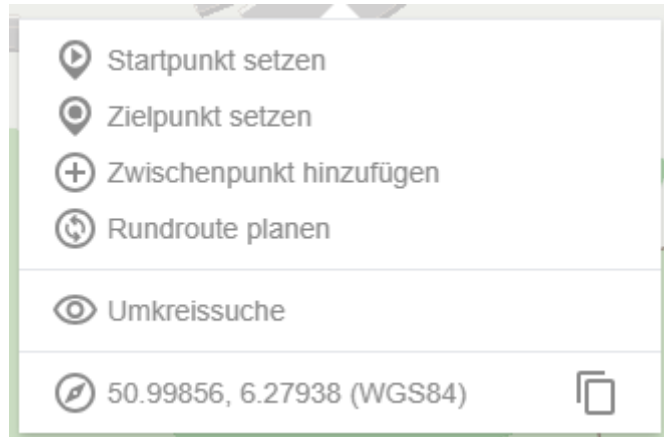 Startpunkt setzen
Zielpunkt setzen
Zwischenpunkt hinzufügen
Rundroute planen
Umkreissuche
50.99856, 6.27938 (WGS84)